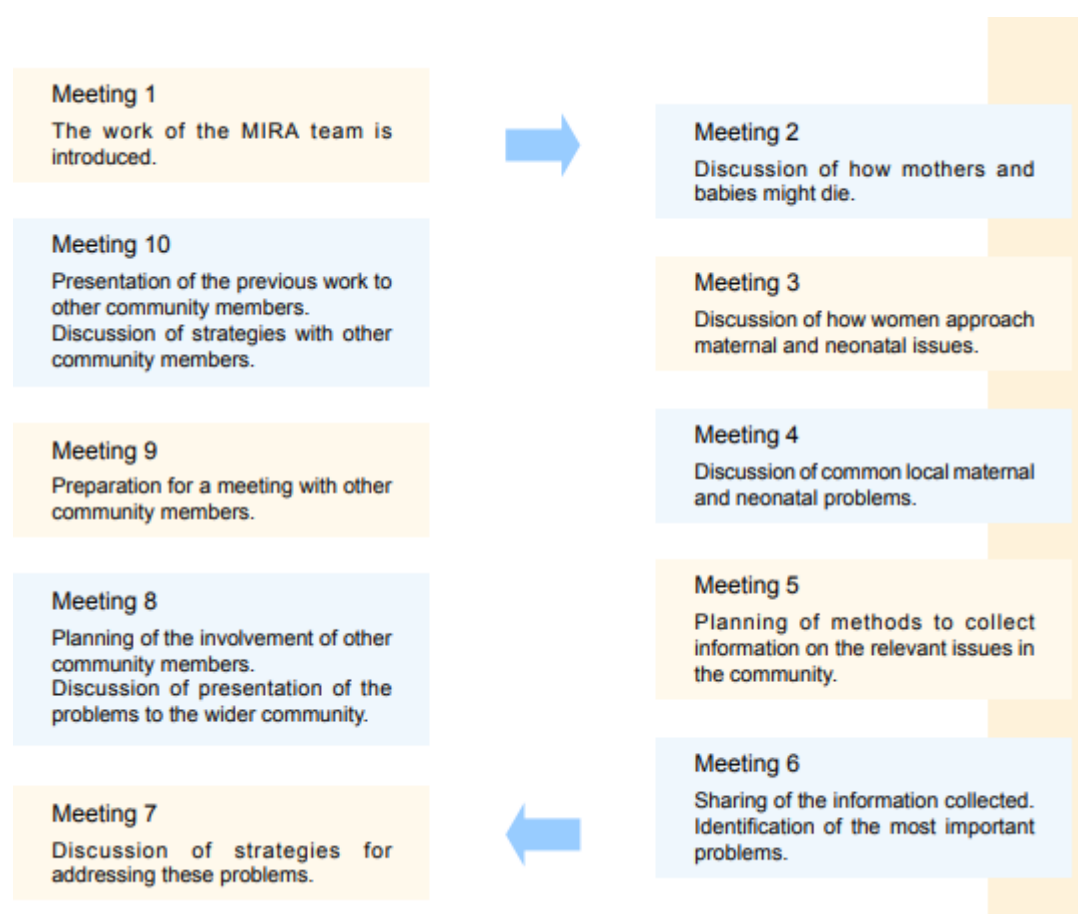 Meeting 1
The work of the MIRA team is
introduced.
Meeting 2
Discussion of how mothers and
babies might die.
Meeting 10
Presentation of the previous work to
other community members.
Discussion of strategies with other
community members.
Meeting 3
Discussion of how women approach
maternal and neonatal issues.
Meeting 9
Preparation for a meeting with other
community members.
Meeting 4
Discussion of common local maternal
and neonatal problems.
Meeting 8
Planning of the involvement of other
community members.
Discussion of presentation of the
problems to the wider community.
Meeting 5
Planning of methods to collect
information on the relevant issues in
the community.
Meeting 7
Discussion of strategies for
addressing these problems.
Meeting 6
Sharing of the information collected.
Identification of the most important
problems.